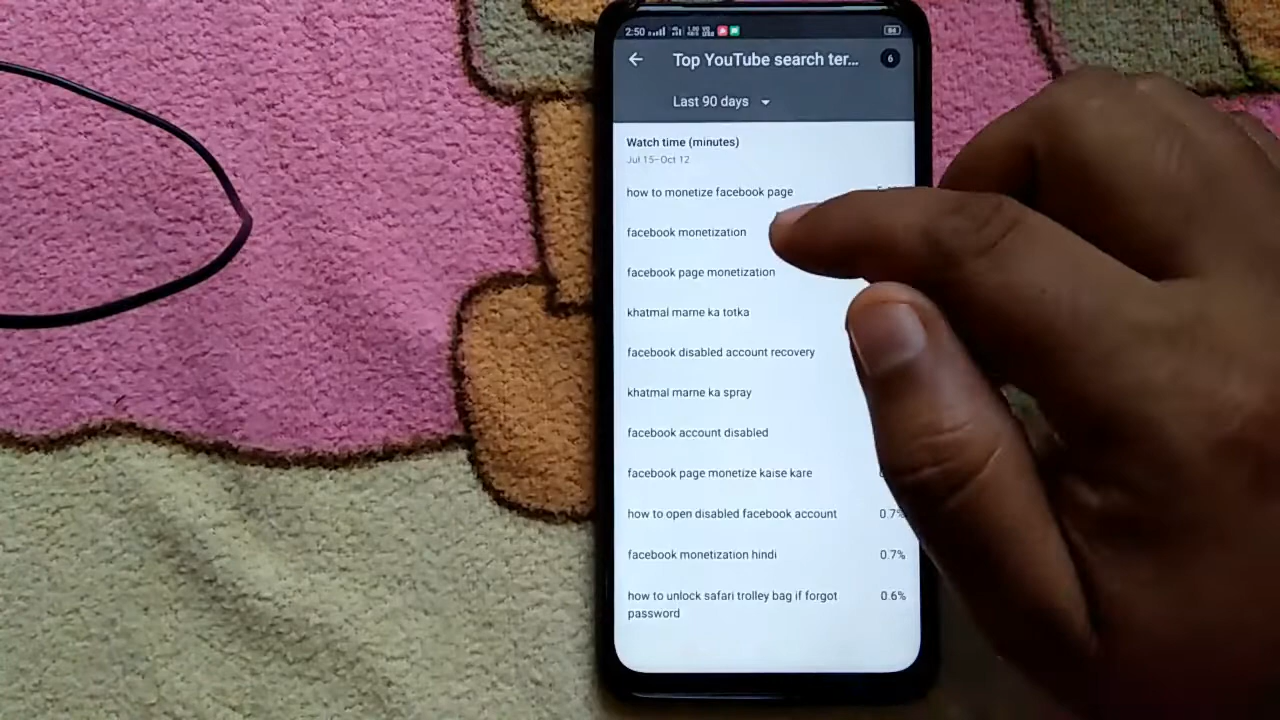 2:50
84
Top YouTube search ter...
6
Last 90 days
Watch time (minutes)
Jul 15–Oct 12
how to monetize facebook page
facebook monetization
facebook page monetization
khatmal marne ka totka
facebook disabled account recovery
khatmal marne ka spray
facebook account disabled
facebook page monetize kaise kare
how to open disabled facebook account 0.7%
facebook monetization hindi 0.7%
how to unlock safari trolley bag if forgot 0.6%
password